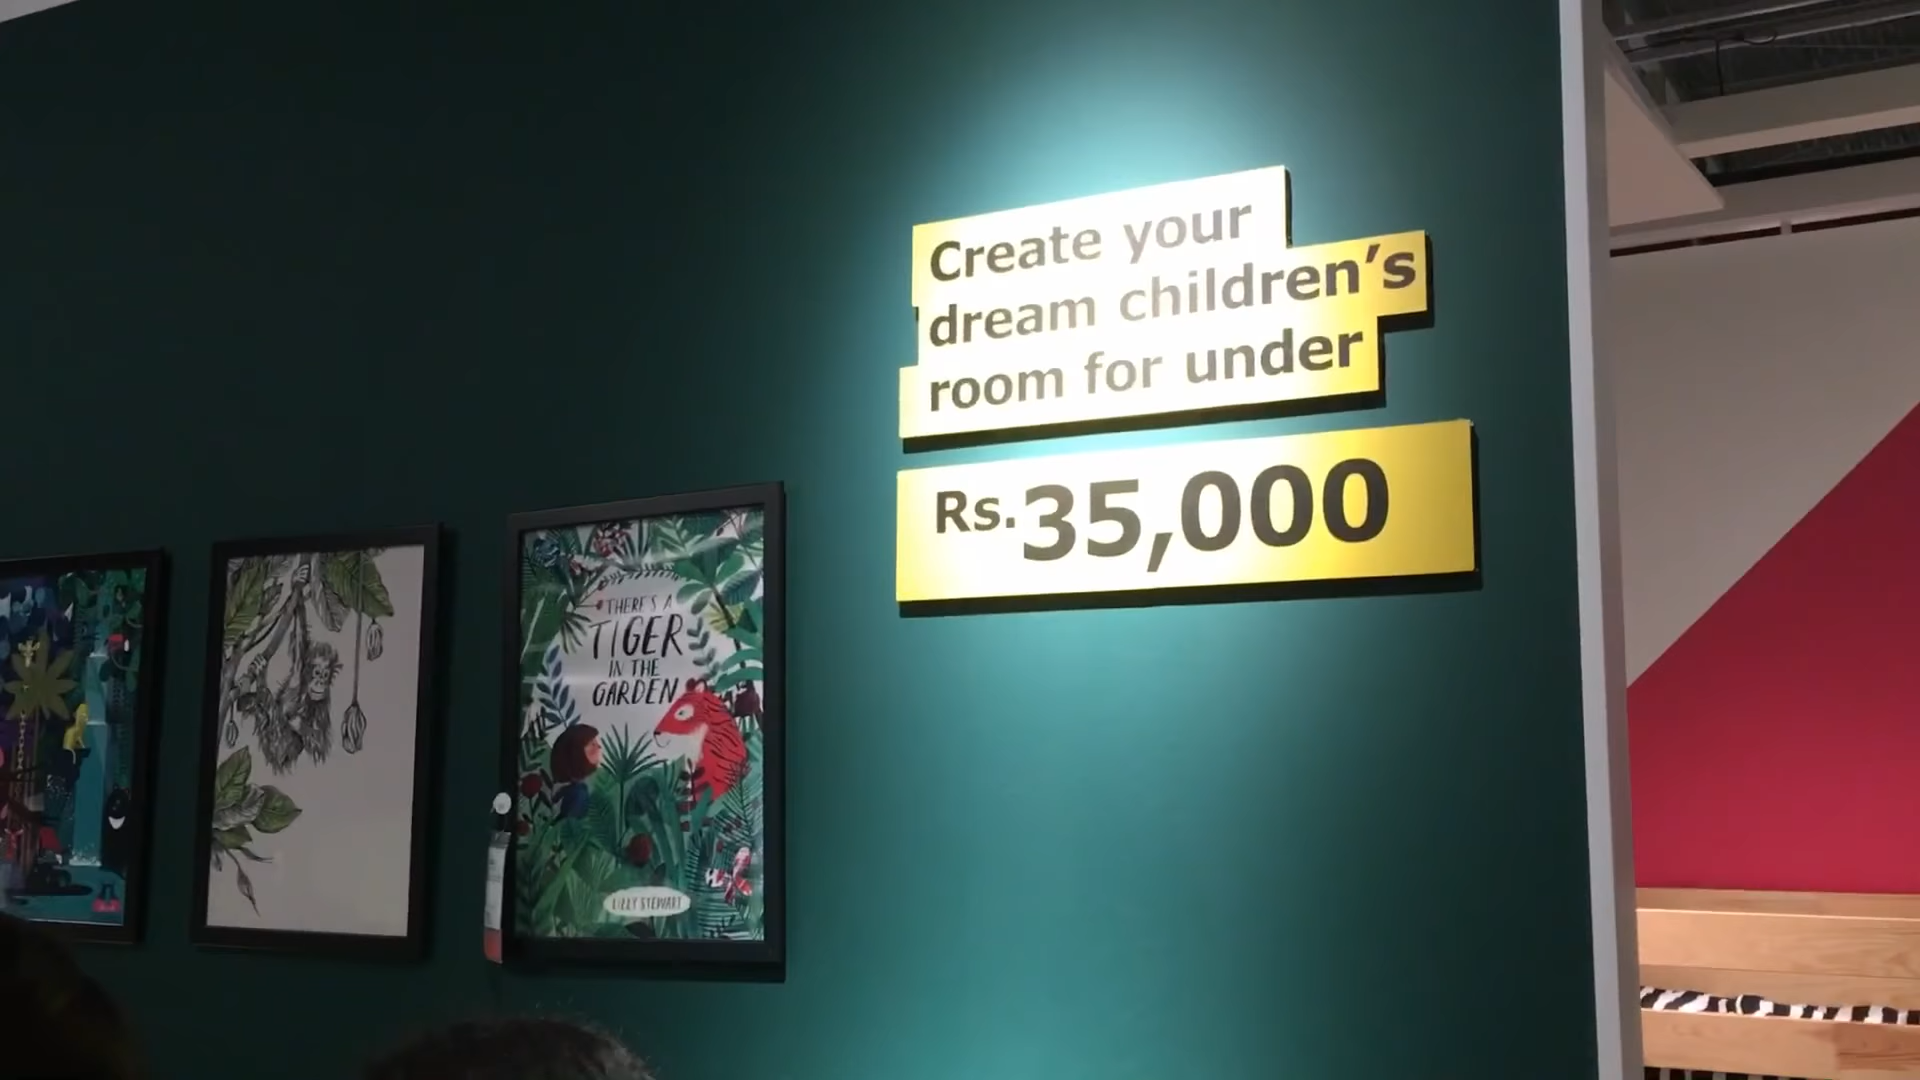 Create your
dream children's
room for under
Rs.35,000
THERE'S A
TIGER
IN THE
GARDEN
LIZZY STEWART